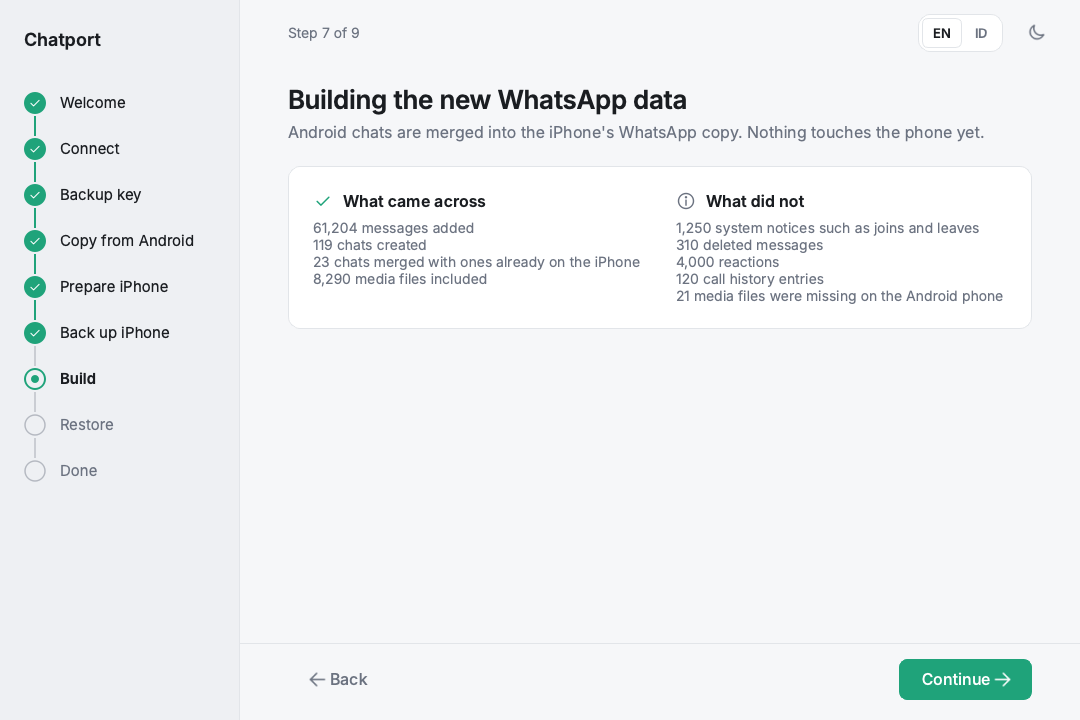 Chatport
Welcome
Connect
Backup key
Copy from Android
Prepare iPhone
Back up iPhone
Build
Restore
Done
Step 7 of 9
EN
ID
Building the new WhatsApp data
Android chats are merged into the iPhone's WhatsApp copy. Nothing touches the phone yet.
What came across
61,204 messages added
119 chats created
23 chats merged with ones already on the iPhone
8,290 media files included
What did not
1,250 system notices such as joins and leaves
310 deleted messages
4,000 reactions
120 call history entries
21 media files were missing on the Android phone
Back
Continue